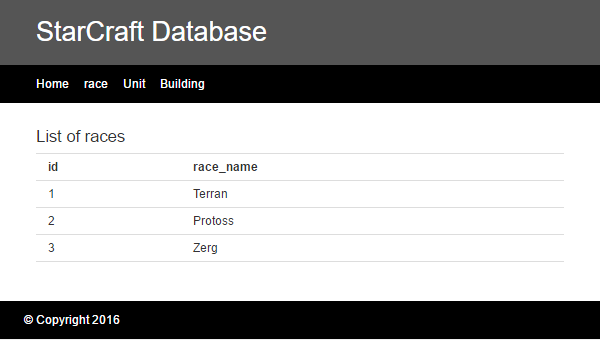 StarCraft Database
Home race Unit Building
List of races
id race_name
1 Terran
2 Protoss
3 Zerg
© Copyright 2016